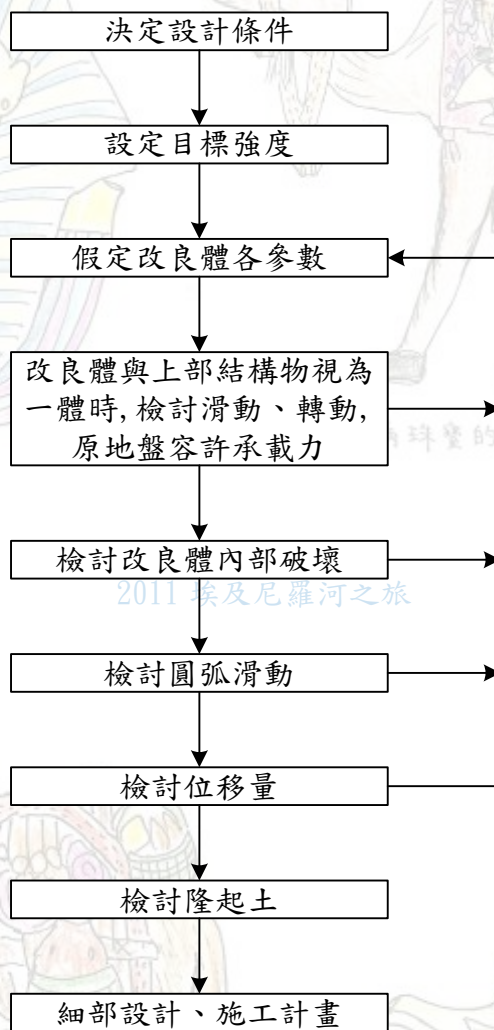 決定設計條件
設定目標強度
假定改良體各參數
改良體與上部結構物視為
一體時,檢討滑動、轉動,
原地盤容許承載力
珠璽的
檢討改良體內部破壞
2011 埃及尼羅河之旅
檢討圓弧滑動
檢討位移量
檢討隆起土
細部設計、施工計畫